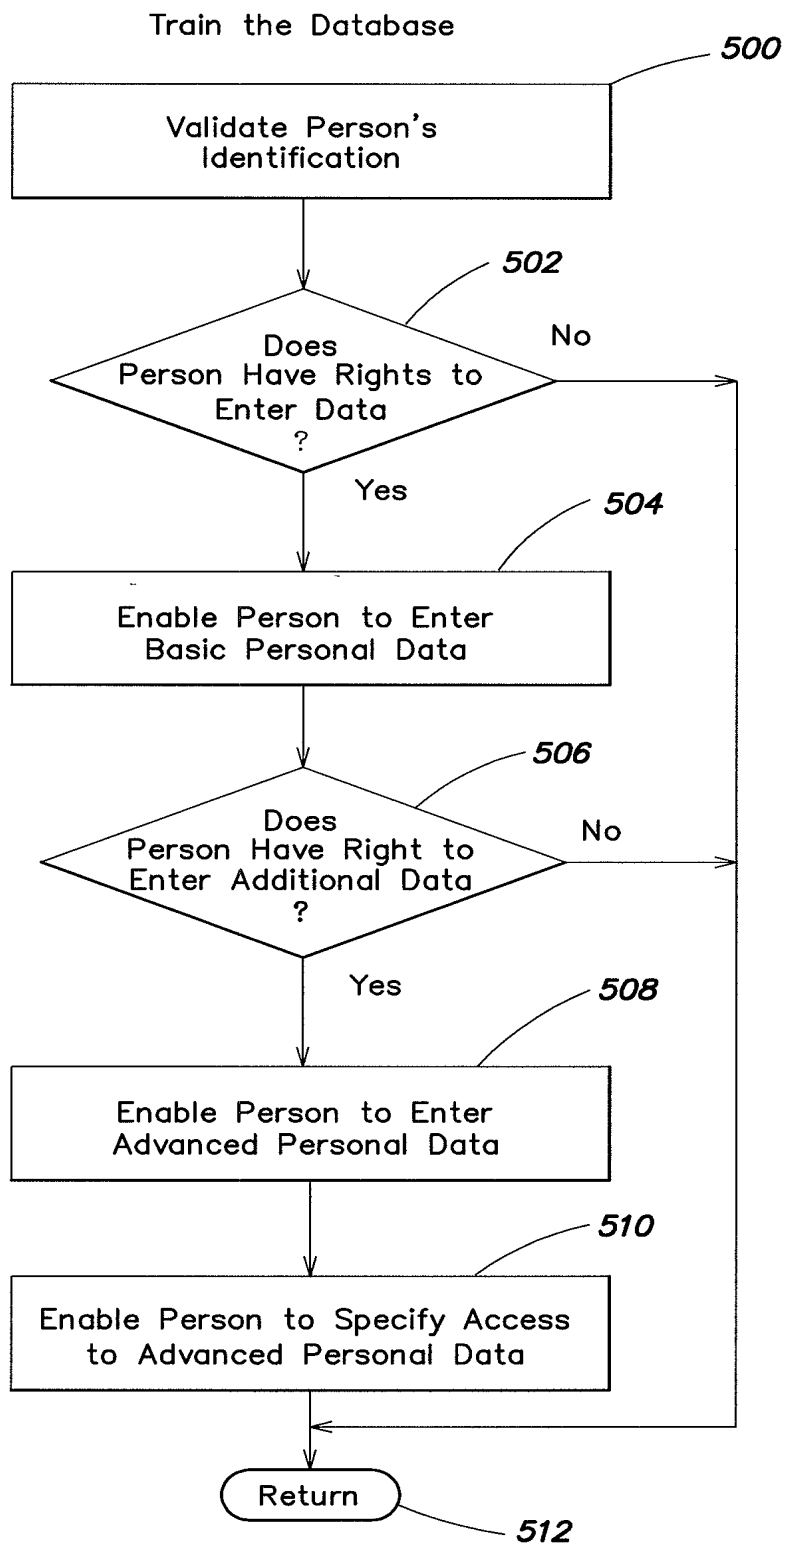 Train the Database
500
Validate Person's
Identification
502
No
Does
Person Have Rights to
Enter Data
?
Yes
504
Enable Person to Enter
Basic Personal Data
506
No
Does
Person Have Right to
Enter Additional Data
?
Yes
508
Enable Person to Enter
Advanced Personal Data
510
Enable Person to Specify Access
to Advanced Personal Data
Return
512